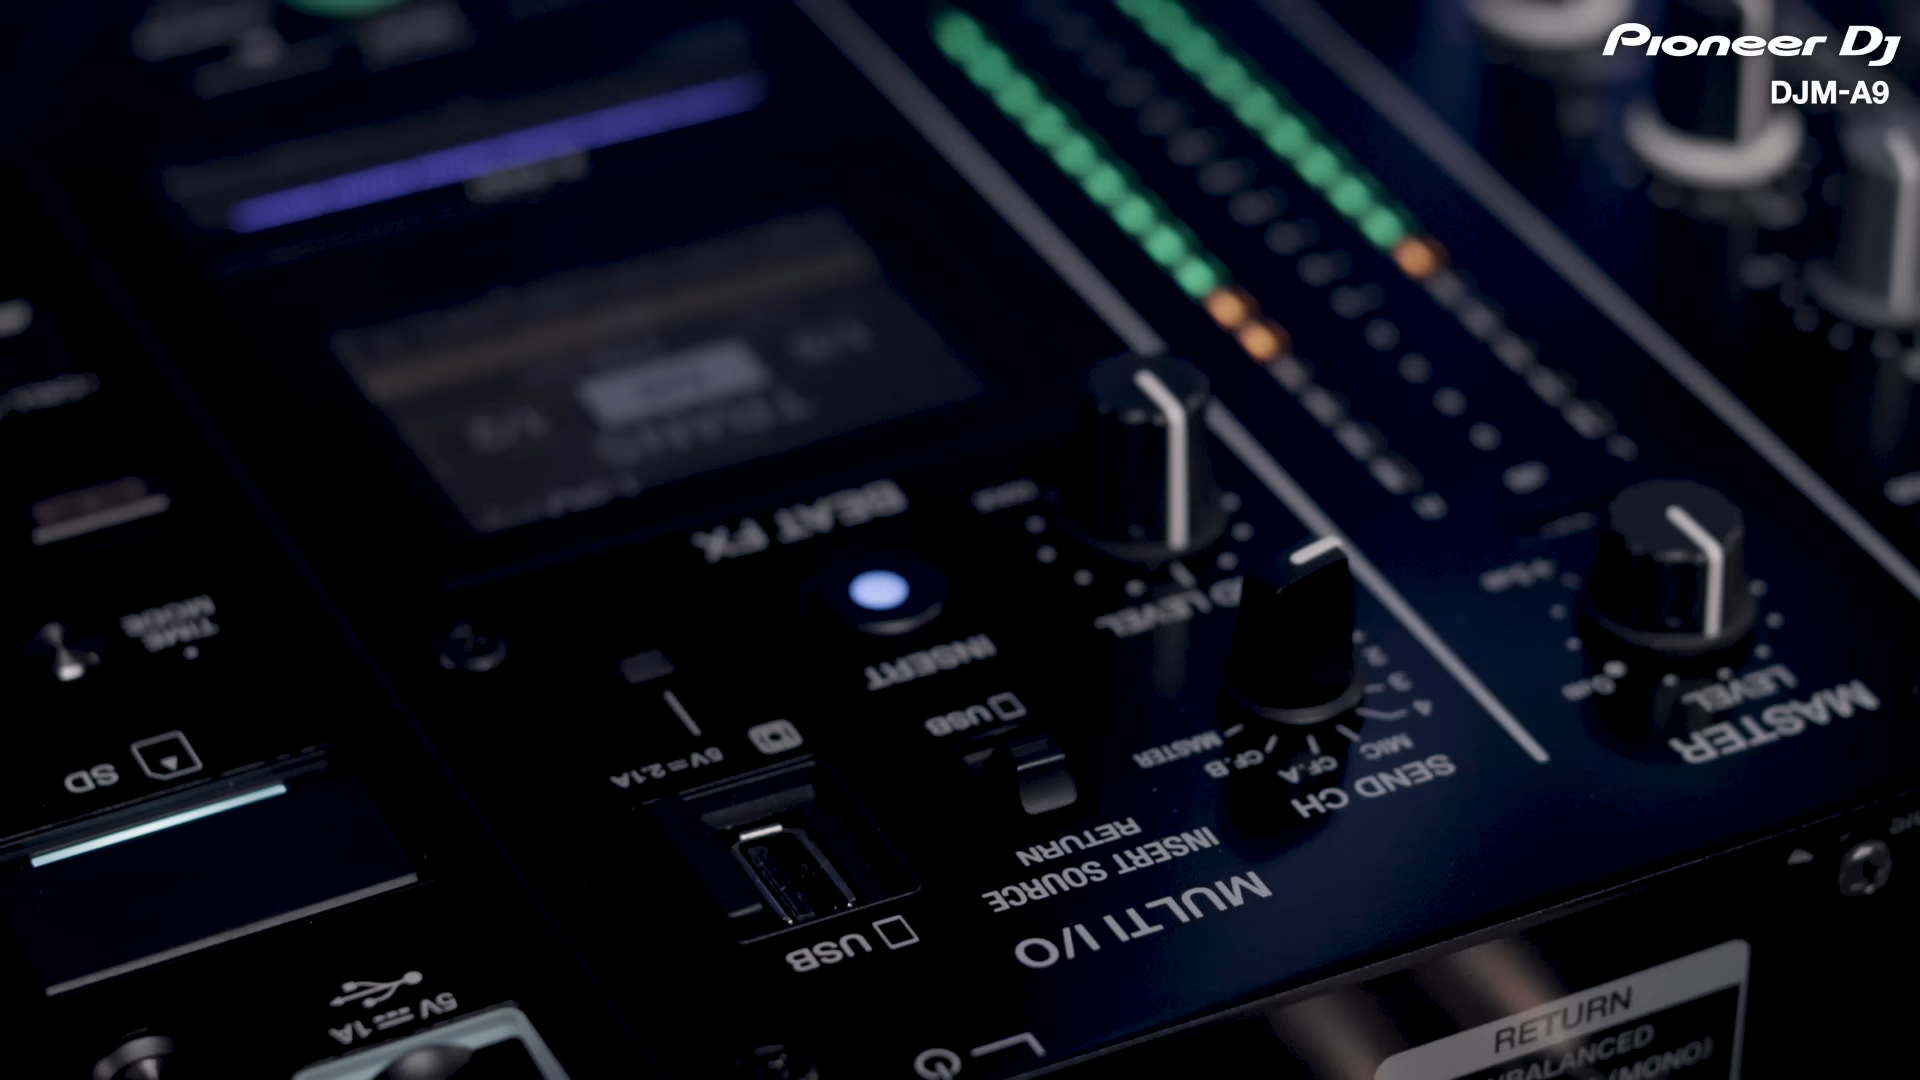 Pioneer Dj
DJM-A9
BEAT FX
INSERT
LEVEL
TIME
MODE
SD
5V⎓2.1A
USB
2
3
4
MIC
CF.A
CF.B
MASTER
SEND CH
MASTER
LEVEL
INSERT SOURCE
RETURN
MULTI I/O
USB
5V⎓1A
RETURN
(MONO)